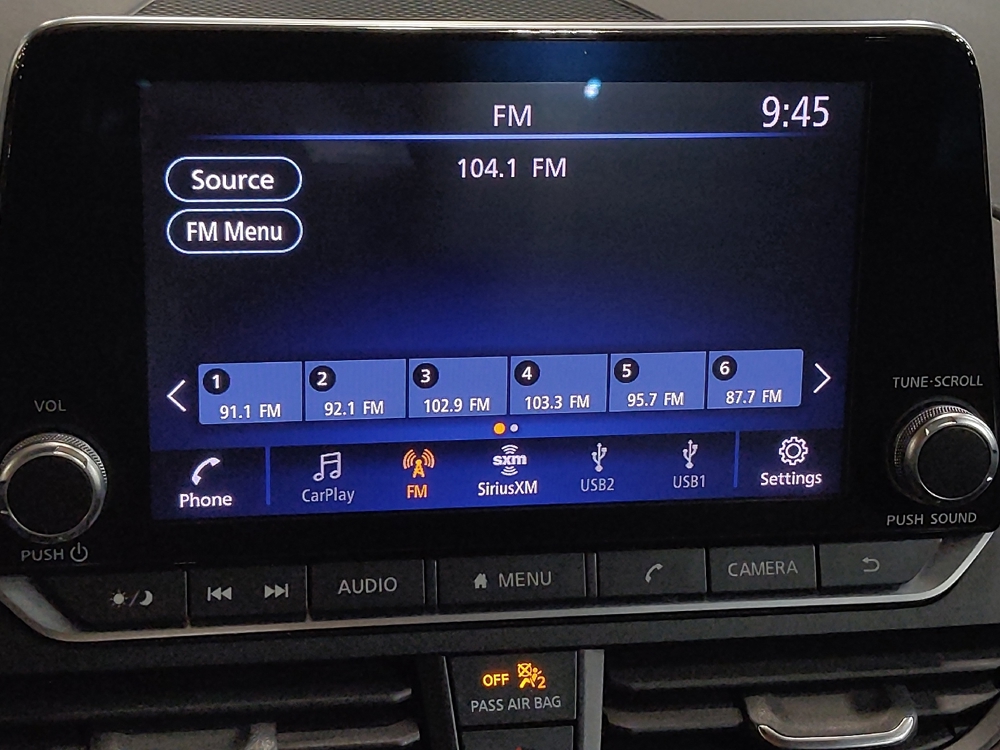 FM
9:45
104.1 FM
Source
FM Menu
1
2
3
4
5
6
91.1 FM
92.1 FM
102.9 FM
103.3 FM
95.7 FM
87.7 FM
VOL
TUNE·SCROLL
Phone
CarPlay
FM
sxm
SiriusXM
USB2
USB1
Settings
PUSH
PUSH SOUND
AUDIO
MENU
CAMERA
OFF
2
PASS AIR BAG